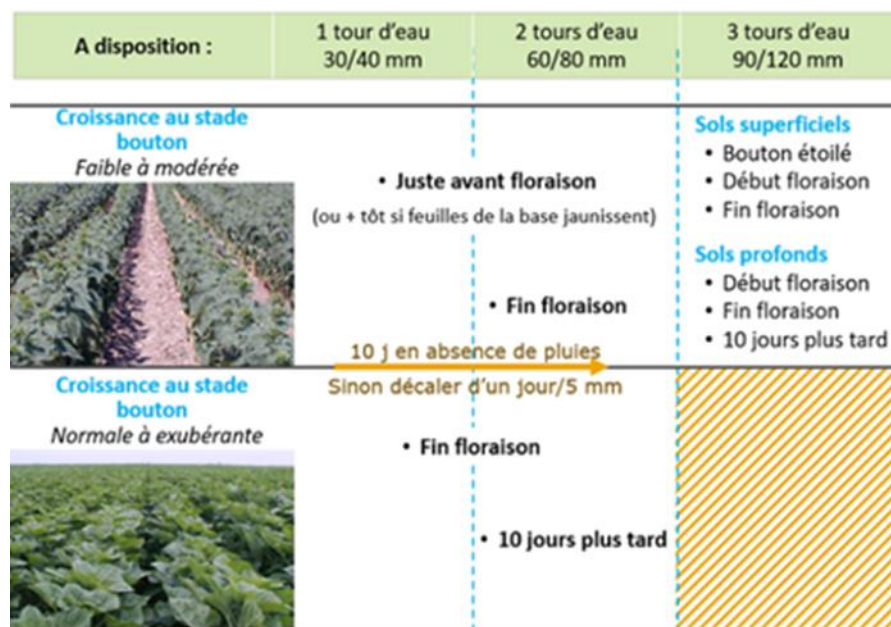 A disposition :
1 tour d'eau
30/40 mm
2 tours d'eau
60/80 mm
3 tours d'eau
90/120 mm
Croissance au stade
bouton
Faible à modérée
• Juste avant floraison
(ou + tôt si feuilles de la base jaunissent)
• Fin floraison
Sols superficiels
• Bouton étoilé
• Début floraison
• Fin floraison
Sols profonds
• Début floraison
• Fin floraison
• 10 jours plus tard
10 j en absence de pluies
Sinon décaler d'un jour/5 mm
Croissance au stade
bouton
Normale à exubérante
• Fin floraison
• 10 jours plus tard